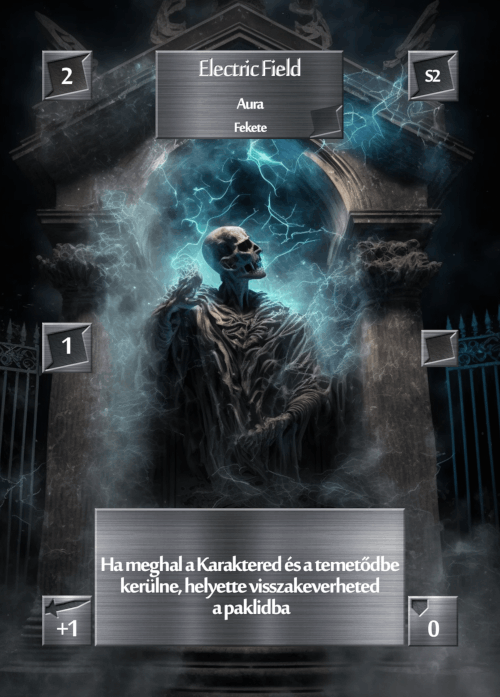 2
Electric Field
S2
Aura
Fekete
1
Ha meghal a Karaktered és a temetődbe
kerülne, helyette visszakeverheted
a paklidba
+1
0